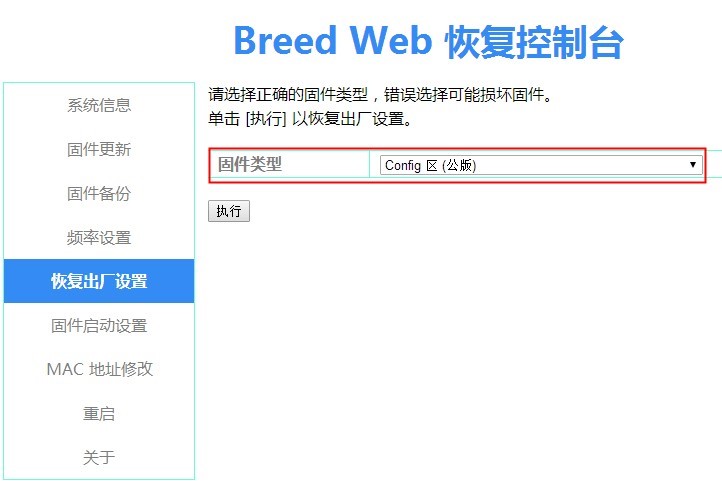 Breed Web 恢复控制台
系统信息
固件更新
固件备份
频率设置
恢复出厂设置
固件启动设置
MAC 地址修改
重启
关于
请选择正确的固件类型，错误选择可能损坏固件。
单击 [执行] 以恢复出厂设置。
固件类型 Config 区 (公版)
执行